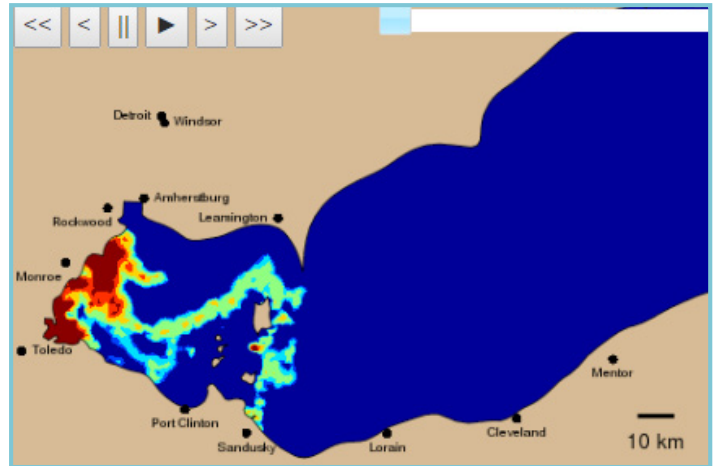 << < || ▶ > >>
Detroit
Windsor
Amherstburg
Rockwood
Leamington
Monroe
Toledo
Mentor
Port Clinton
Sandusky
Lorain
Cleveland
10 km